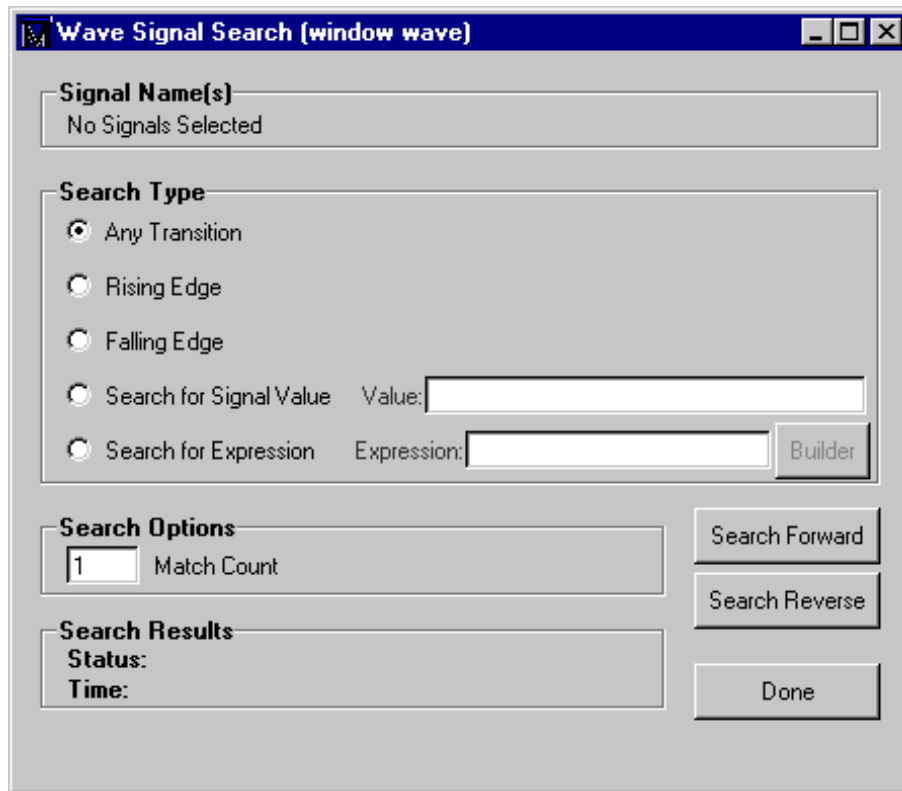 Wave Signal Search (window wave)
Signal Name(s)
No Signals Selected
Search Type
Any Transition
Rising Edge
Falling Edge
Search for Signal Value Value:
Search for Expression Expression: Builder
Search Options
1 Match Count
Search Forward
Search Reverse
Search Results
Status:
Time:
Done